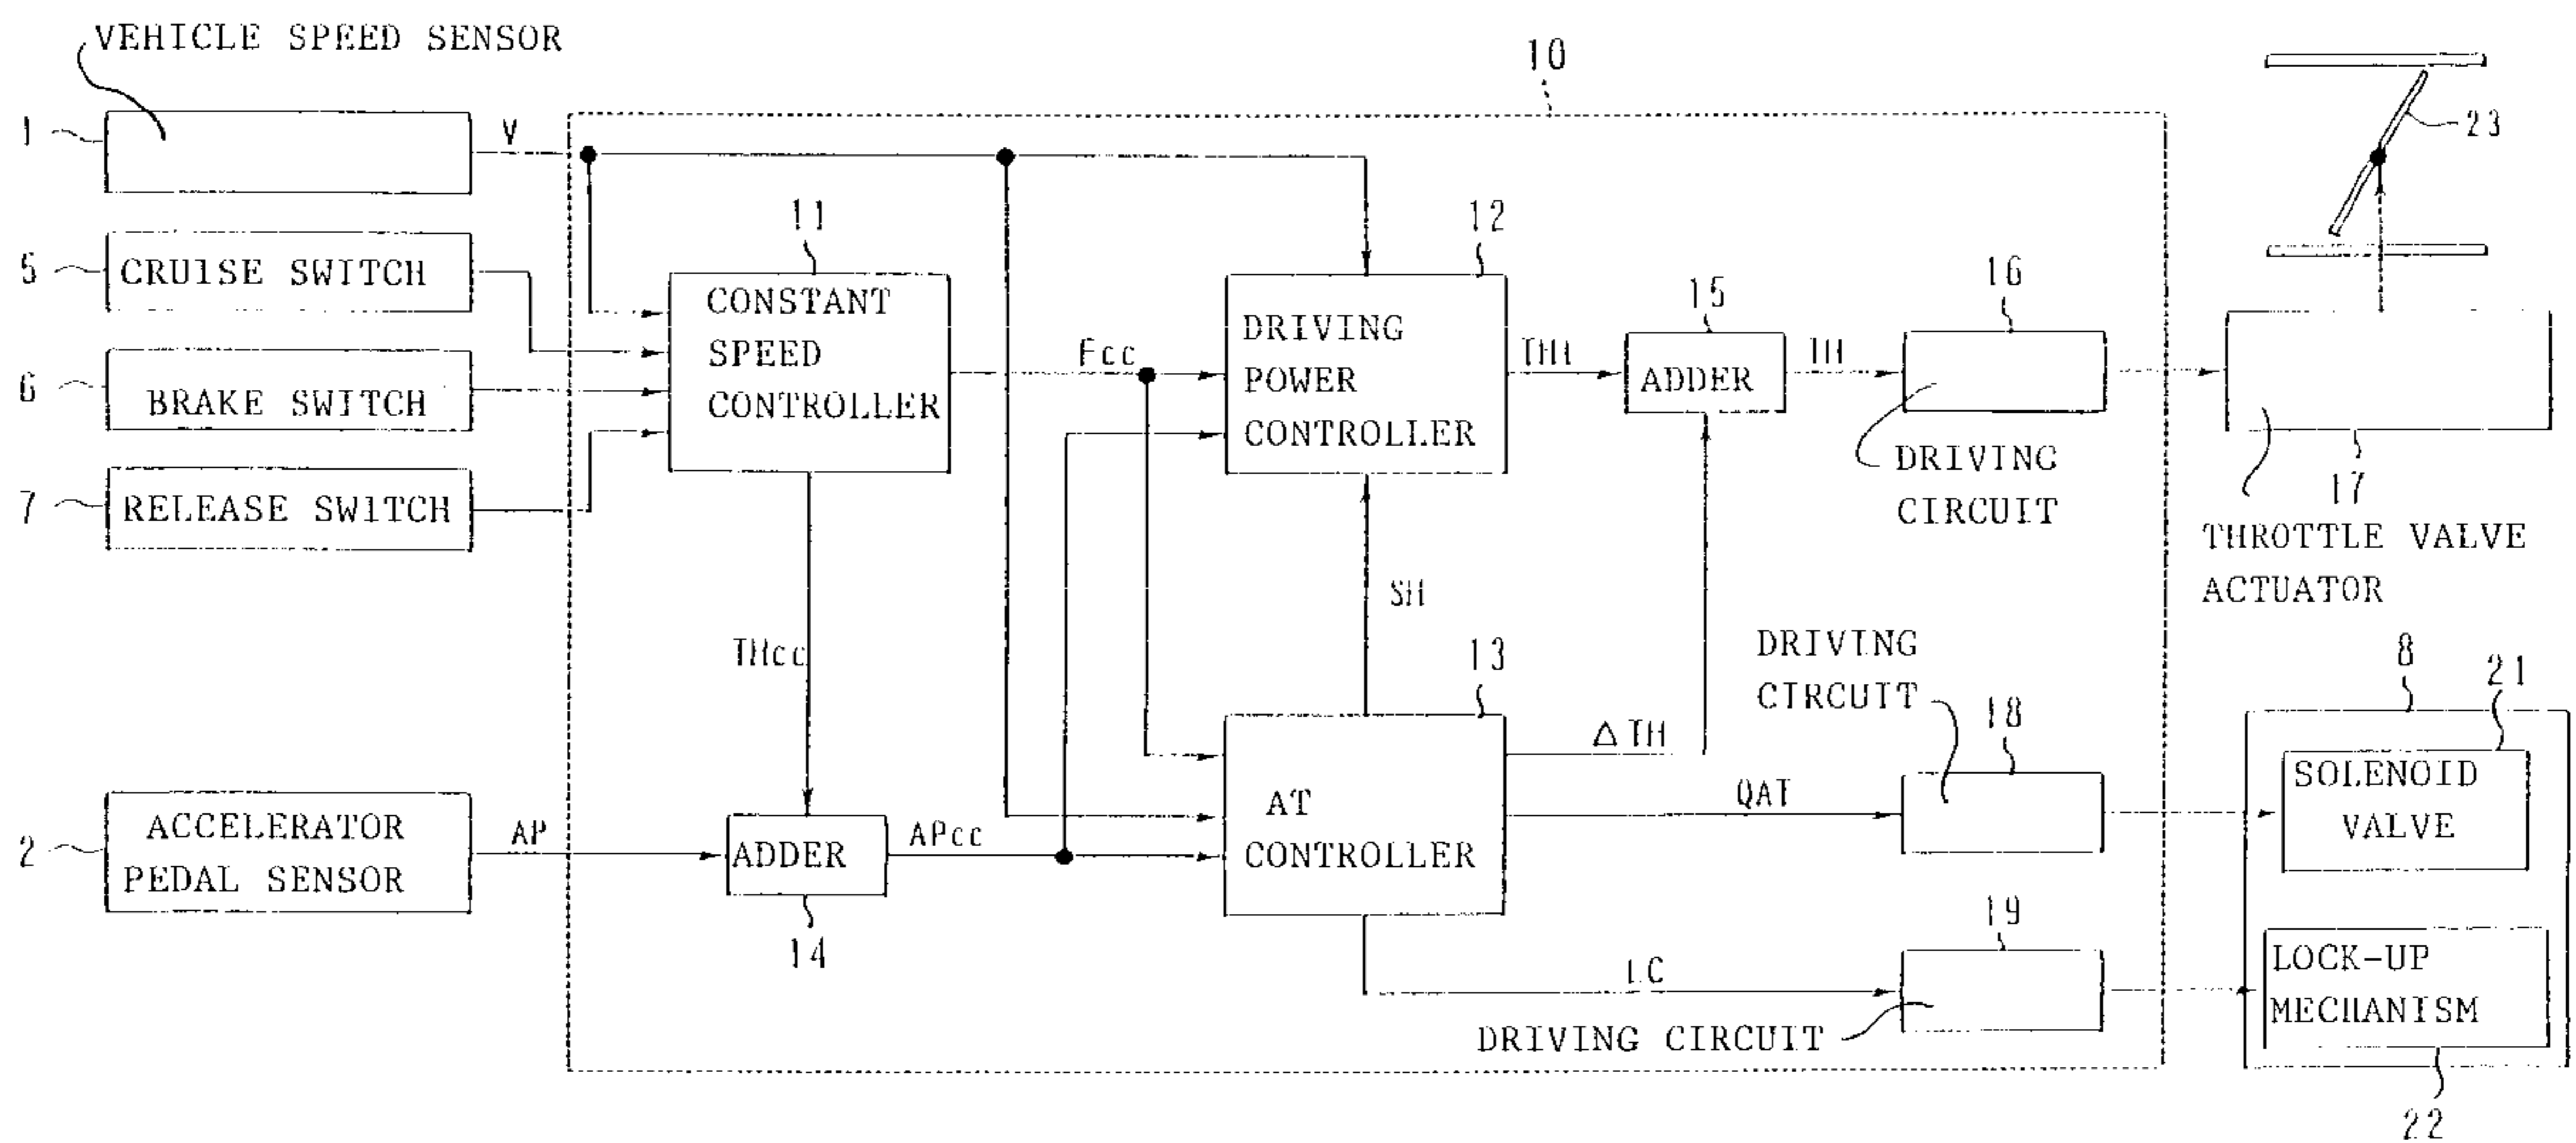 VEHICLE SPEED SENSOR
10
1
V
23
11
12
5
CRUISE SWITCH
CONSTANT
SPEED
CONTROLLER
DRIVING
POWER
CONTROLLER
15
16
Fcc
ADDER
TH
6
BRAKE SWITCH
DRIVING
CIRCUIT
17
7
RELEASE SWITCH
THROTTLE VALVE
ACTUATOR
SH
THcc
13
DRIVING
CIRCUIT
8
21
ΔTH
18
SOLENOID
VALVE
QAT
2
ACCELERATOR
PEDAL SENSOR
AP
ADDER
APcc
AT
CONTROLLER
14
19
LC
LOCK-UP
MECHANISM
DRIVING CIRCUIT
22